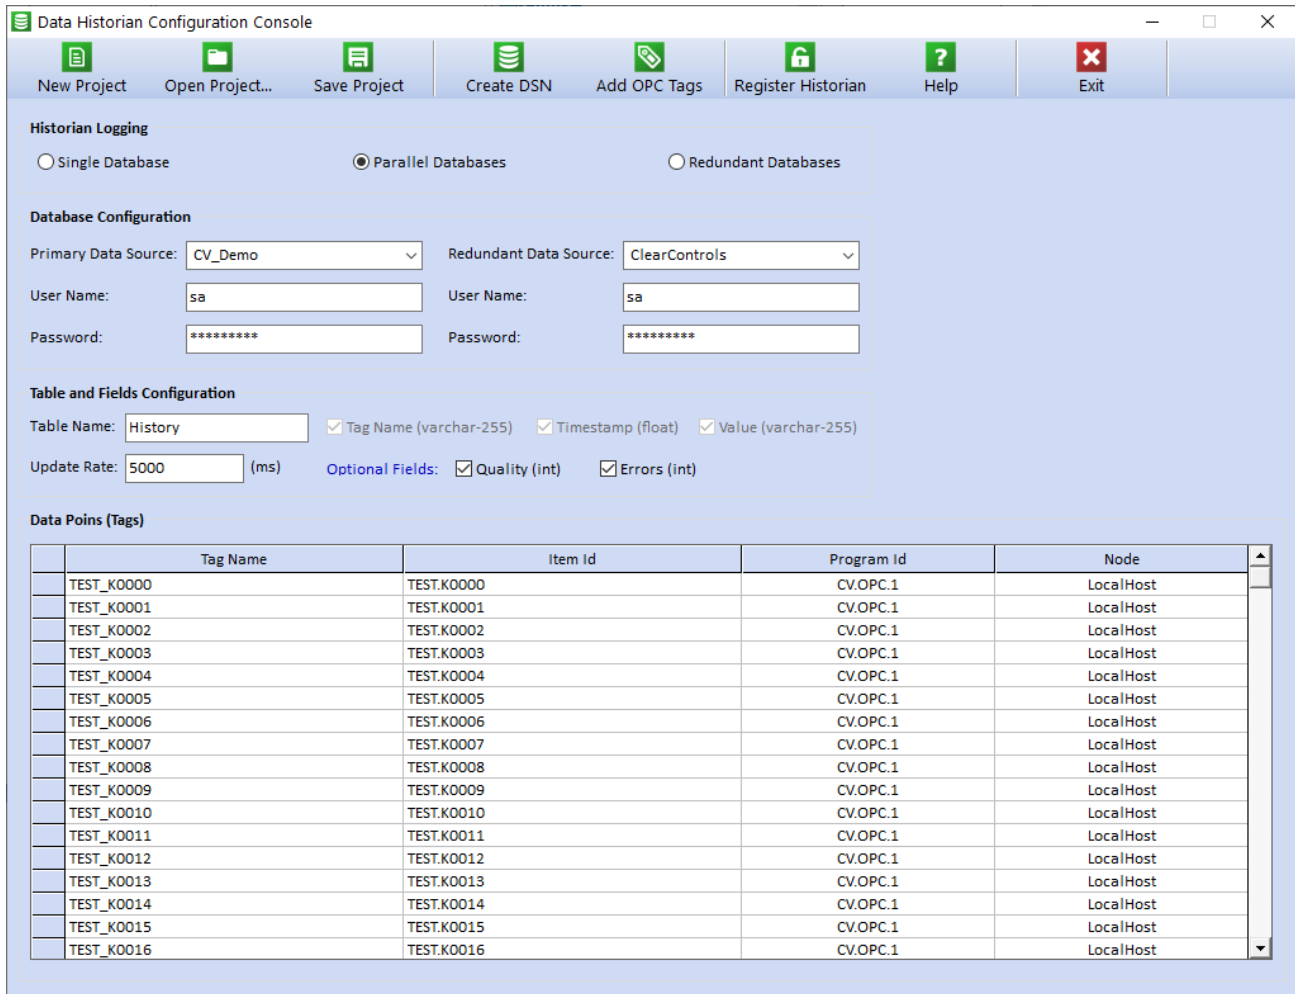 Data Historian Configuration Console
New Project Open Project... Save Project Create DSN Add OPC Tags Register Historian Help Exit
Historian Logging
Single Database Parallel Databases Redundant Databases
Database Configuration
Primary Data Source: CV_Demo Redundant Data Source: ClearControls
User Name: sa User Name: sa
Password: ********* Password: *********
Table and Fields Configuration
Table Name: History Tag Name (varchar-255) Timestamp (float) Value (varchar-255)
Update Rate: 5000 (ms) Optional Fields: Quality (int) Errors (int)
Data Poins (Tags)
Tag Name Item Id Program Id Node
TEST_K0000 TEST.K0000 CV.OPC.1 LocalHost
TEST_K0001 TEST.K0001 CV.OPC.1 LocalHost
TEST_K0002 TEST.K0002 CV.OPC.1 LocalHost
TEST_K0003 TEST.K0003 CV.OPC.1 LocalHost
TEST_K0004 TEST.K0004 CV.OPC.1 LocalHost
TEST_K0005 TEST.K0005 CV.OPC.1 LocalHost
TEST_K0006 TEST.K0006 CV.OPC.1 LocalHost
TEST_K0007 TEST.K0007 CV.OPC.1 LocalHost
TEST_K0008 TEST.K0008 CV.OPC.1 LocalHost
TEST_K0009 TEST.K0009 CV.OPC.1 LocalHost
TEST_K0010 TEST.K0010 CV.OPC.1 LocalHost
TEST_K0011 TEST.K0011 CV.OPC.1 LocalHost
TEST_K0012 TEST.K0012 CV.OPC.1 LocalHost
TEST_K0013 TEST.K0013 CV.OPC.1 LocalHost
TEST_K0014 TEST.K0014 CV.OPC.1 LocalHost
TEST_K0015 TEST.K0015 CV.OPC.1 LocalHost
TEST_K0016 TEST.K0016 CV.OPC.1 LocalHost